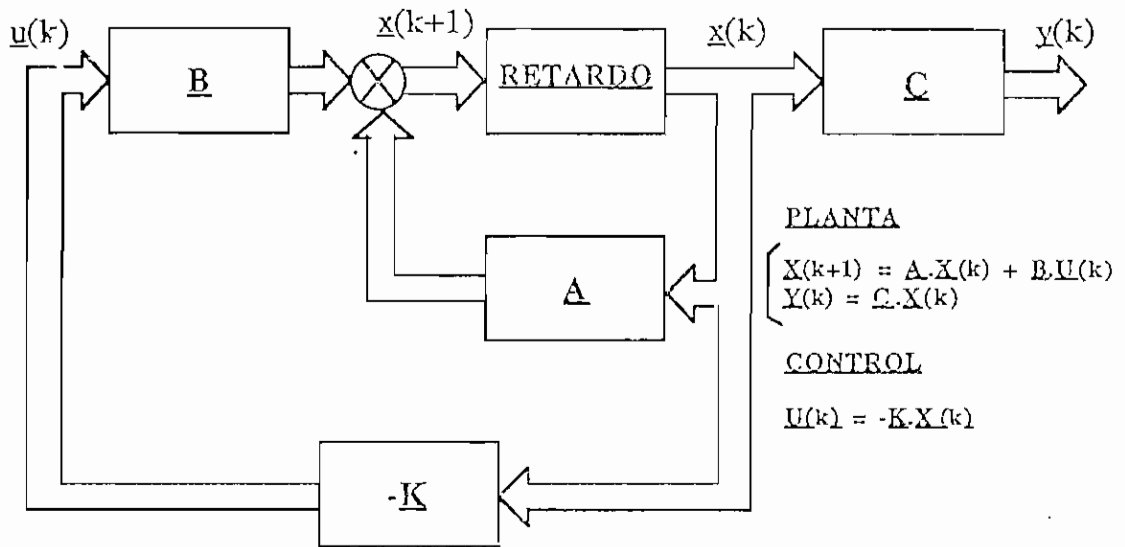 u(k)
B
x(k+1)
RETARDO
x(k)
C
y(k)
A
-K
PLANTA
X(k+1) = A.X(k) + B.U(k)
Y(k) = C.X(k)
CONTROL
U(k) = -K.X(k)